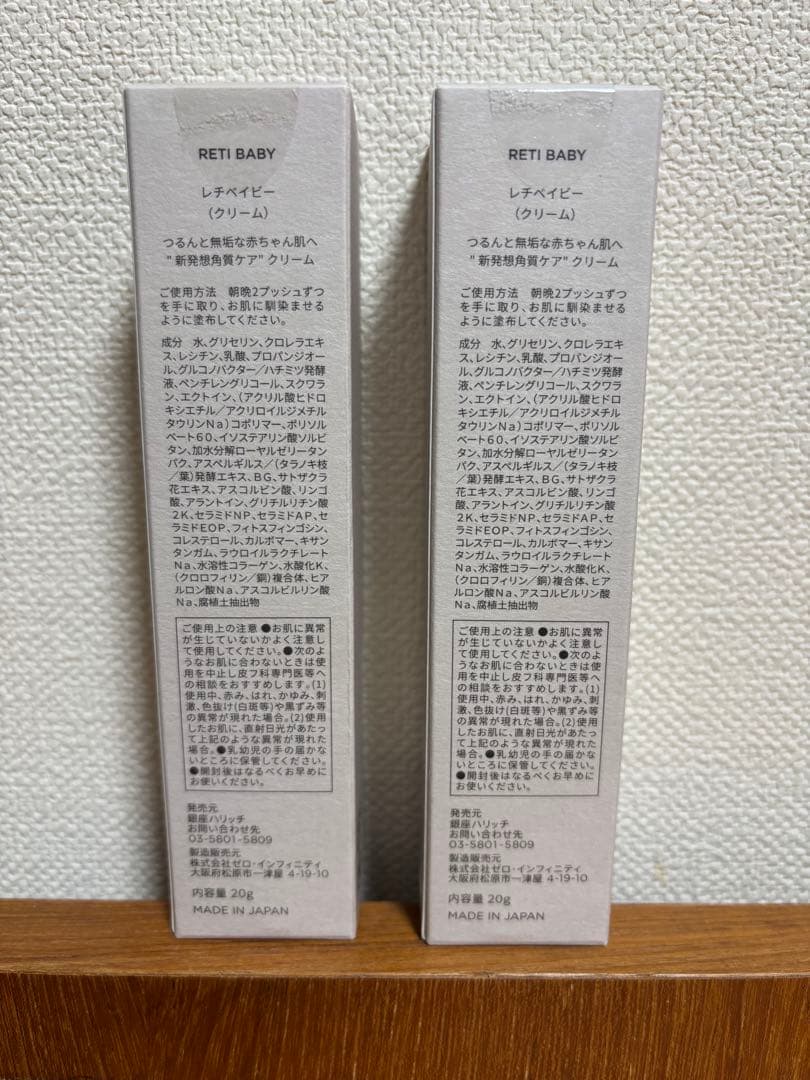 RETI BABY
レチベイビー
（クリーム）
つるんと無垢な赤ちゃん肌へ
"新発想角質ケア"クリーム
ご使用方法　朝晩2プッシュずつ
を手に取り、お肌に馴染ませる
ように塗布してください。
成分　水、グリセリン、クロレラエキ
ス、レシチン、乳酸、プロパンジオー
ル、グルコノバクター／ハチミツ発酵
液、ペンチレングリコール、スクワラ
ン、エクトイン、（アクリル酸ヒドロ
キシエチル／アクリロイルジメチル
タウリンＮａ）コポリマー、ポリソル
ベート６０、イソステアリン酸ソルビ
タン、加水分解ローヤルゼリータン
パク、アスペルギルス／（タラノキ枝
／葉）発酵エキス、ＢＧ、サトザクラ
花エキス、アスコルビン酸、リンゴ
酸、アラントイン、グリチルリチン酸
２Ｋ、セラミドＮＰ、セラミドＡＰ、セ
ラミドＥＯＰ、フィトスフィンゴシン、
コレステロール、カルボマー、キサン
タンガム、ラウロイルラクチレート
Ｎａ、水溶性コラーゲン、水酸化Ｋ、
（クロロフィリン／銅）複合体、ヒア
ルロン酸Ｎａ、アスコルビルリン酸
Ｎａ、腐植土抽出物
ご使用上の注意 ●お肌に異常
が生じていないかよく注意し
て使用してください。●次のよ
うなお肌に合わないときは使
用を中止し皮フ科専門医等へ
の相談をおすすめします。(1)
使用中、赤み、はれ、かゆみ、刺
激、色抜け(白斑等)や黒ずみ等
の異常が現れた場合。(2)使用
したお肌に、直射日光があたっ
て上記のような異常が現れた
場合。●乳幼児の手の届かな
いところに保管してください。
●開封後はなるべくお早めに
お使いください。
発売元
銀座ハリッチ
お問い合わせ先
03-5801-5809
製造販売元
株式会社ゼロ・インフィニティ
大阪府松原市一津屋 4-19-10
内容量 20g
MADE IN JAPAN
RETI BABY
レチベイビー
（クリーム）
つるんと無垢な赤ちゃん肌へ
"新発想角質ケア"クリーム
ご使用方法　朝晩2プッシュずつ
を手に取り、お肌に馴染ませる
ように塗布してください。
成分　水、グリセリン、クロレラエキ
ス、レシチン、乳酸、プロパンジオー
ル、グルコノバクター／ハチミツ発酵
液、ペンチレングリコール、スクワラ
ン、エクトイン、（アクリル酸ヒドロ
キシエチル／アクリロイルジメチル
タウリンＮａ）コポリマー、ポリソル
ベート６０、イソステアリン酸ソルビ
タン、加水分解ローヤルゼリータン
パク、アスペルギルス／（タラノキ枝
／葉）発酵エキス、ＢＧ、サトザクラ
花エキス、アスコルビン酸、リンゴ
酸、アラントイン、グリチルリチン酸
２Ｋ、セラミドＮＰ、セラミドＡＰ、セ
ラミドＥＯＰ、フィトスフィンゴシン、
コレステロール、カルボマー、キサン
タンガム、ラウロイルラクチレート
Ｎａ、水溶性コラーゲン、水酸化Ｋ、
（クロロフィリン／銅）複合体、ヒア
ルロン酸Ｎａ、アスコルビルリン酸
Ｎａ、腐植土抽出物
ご使用上の注意 ●お肌に異常
が生じていないかよく注意し
て使用してください。●次のよ
うなお肌に合わないときは使
用を中止し皮フ科専門医等へ
の相談をおすすめします。(1)
使用中、赤み、はれ、かゆみ、刺
激、色抜け(白斑等)や黒ずみ等
の異常が現れた場合。(2)使用
したお肌に、直射日光があたっ
て上記のような異常が現れた
場合。●乳幼児の手の届かな
いところに保管してください。
●開封後はなるべくお早めに
お使いください。
発売元
銀座ハリッチ
お問い合わせ先
03-5801-5809
製造販売元
株式会社ゼロ・インフィニティ
大阪府松原市一津屋 4-19-10
内容量 20g
MADE IN JAPAN